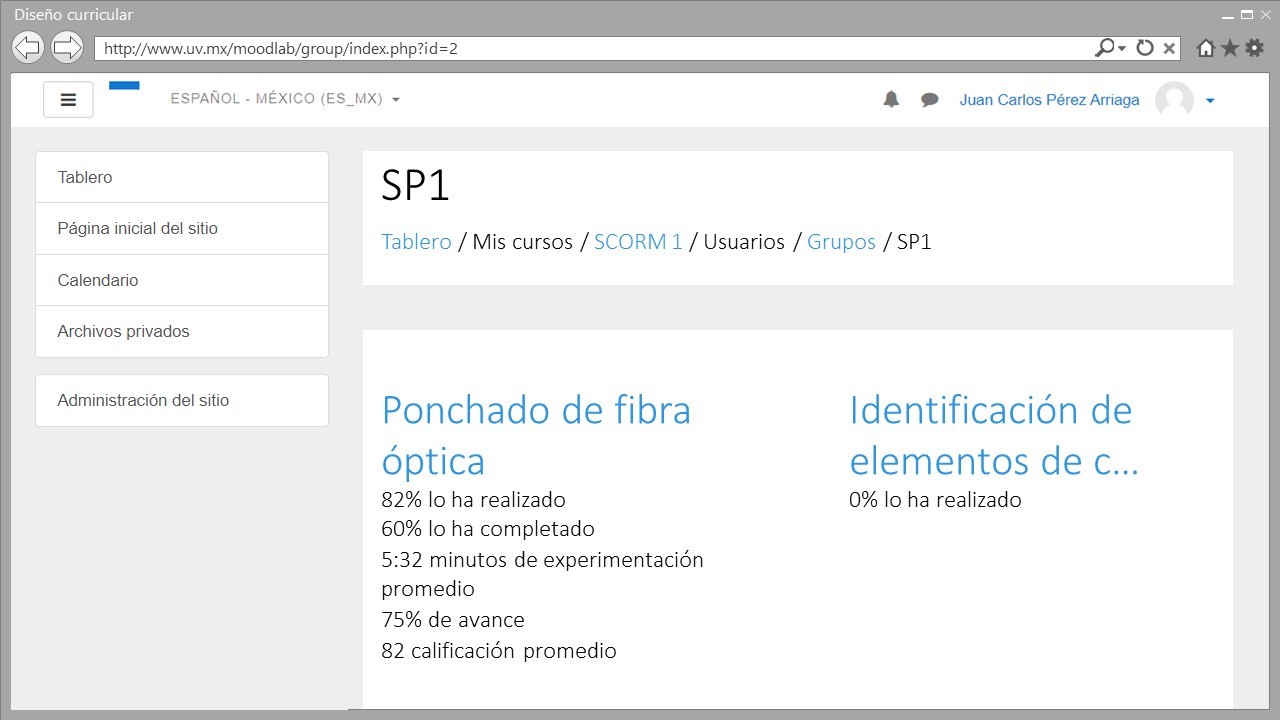 Diseño curricular
http://www.uv.mx/moodlab/group/index.php?id=2
ESPAÑOL - MÉXICO (ES_MX)
Juan Carlos Pérez Arriaga
Tablero
Página inicial del sitio
Calendario
Archivos privados
Administración del sitio
SP1
Tablero / Mis cursos / SCORM 1 / Usuarios / Grupos / SP1
Ponchado de fibra
óptica
82% lo ha realizado
60% lo ha completado
5:32 minutos de experimentación
promedio
75% de avance
82 calificación promedio
Identificación de
elementos de c...
0% lo ha realizado